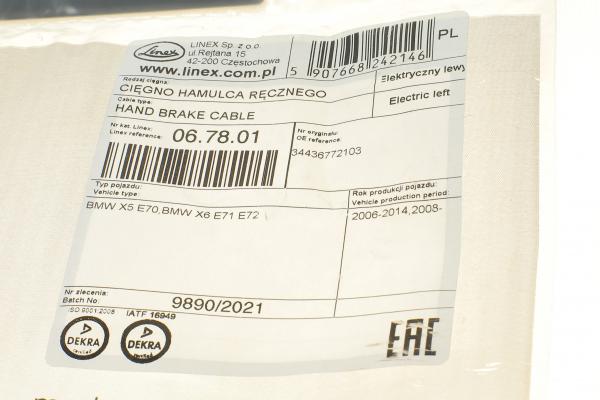 Linex
LINEX Sp. z o.o.
ul.Rejtana 15
42-200 Częstochowa
www.linex.com.pl
5 907668 242146
PL
Rodzaj cięgna:
CIĘGNO HAMULCA RĘCZNEGO
Elektryczny lewy
Cable type:
HAND BRAKE CABLE
Electric left
Nr kat. Linex:
Linex reference:
06.78.01
Nr oryginału:
OE reference:
34436772103
Typ pojazdu:
Vehicle type:
BMW X5 E70,BMW X6 E71 E72
Rok produkcji pojazdu:
Vehicle production period:
2006-2014,2008-
Nr zlecenia:
Batch No:
9890/2021
ISO 9001:2008
IATF 16949
DEKRA
DEKRA
EAC